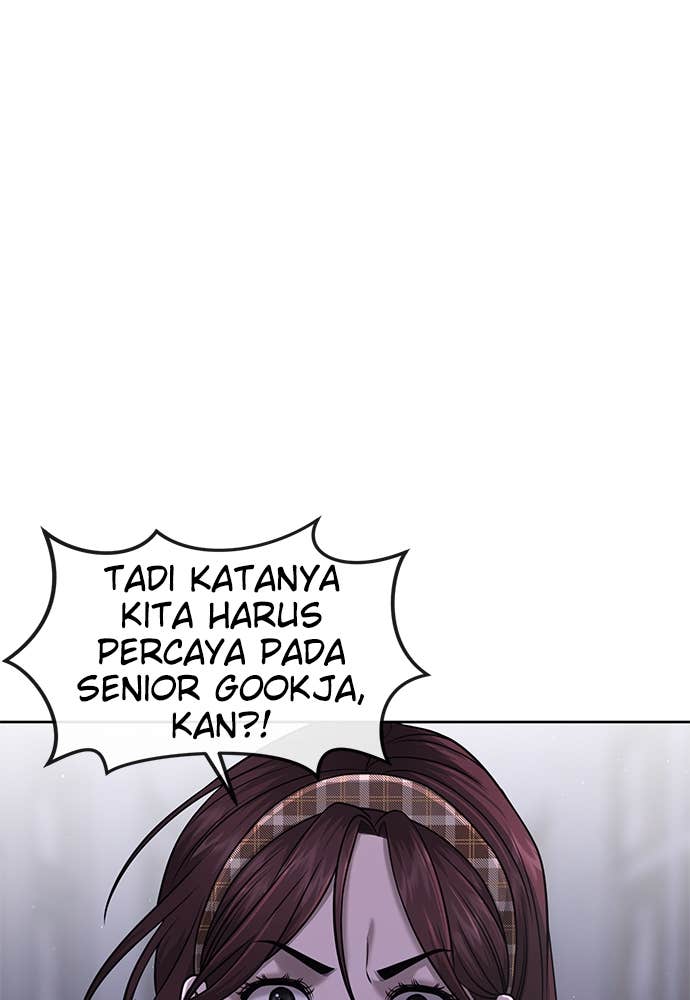 TADI KATANYA
KITA HARUS
PERCAYA PADA
SENIOR GOOKJA,
KAN?!